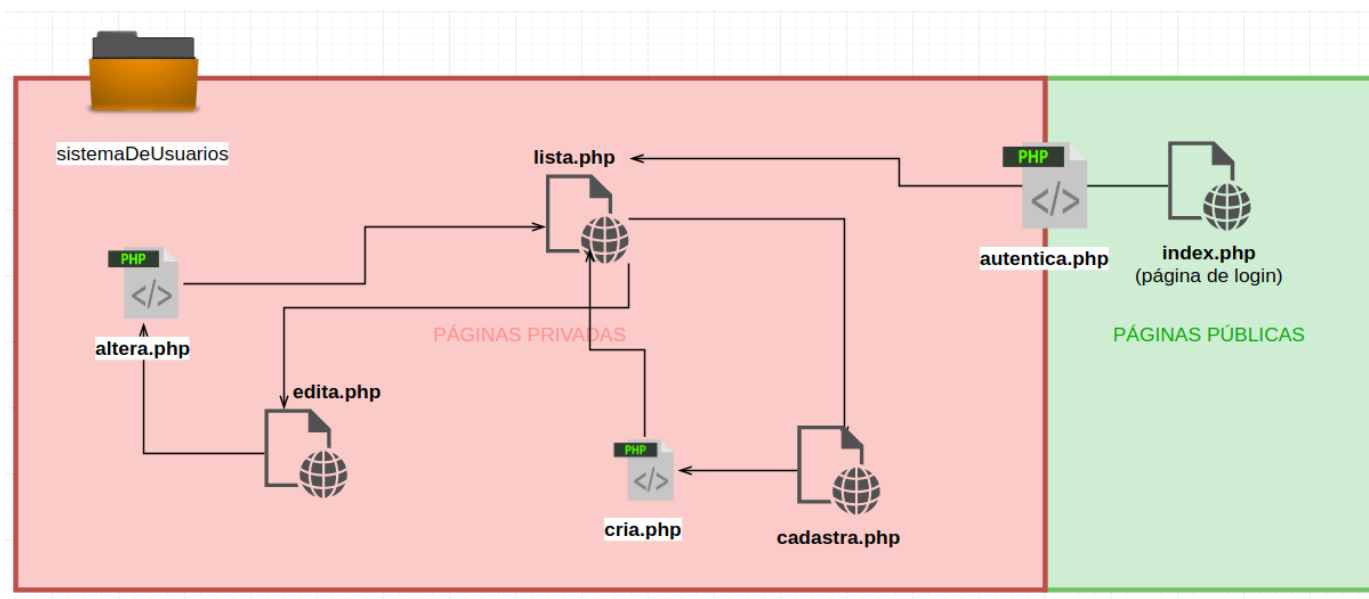 sistemaDeUsuarios
lista.php
PHP
</>
autentica.php
index.php
(página de login)
PHP
</>
altera.php
PÁGINAS PRIVADAS
PÁGINAS PÚBLICAS
edita.php
PHP
</>
cria.php
cadastra.php